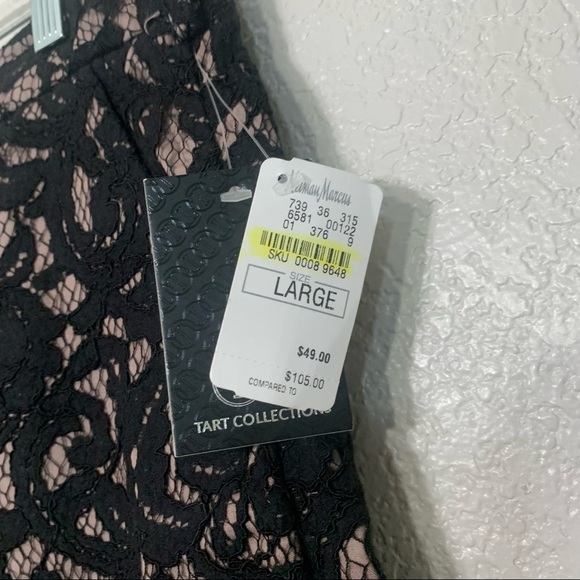 Neiman Marcus
739 36 315
6581 00122
01 376 9
SKU 0008 9648
SIZE
LARGE
$49.00
$105.00
COMPARED TO
TART COLLECTIONS